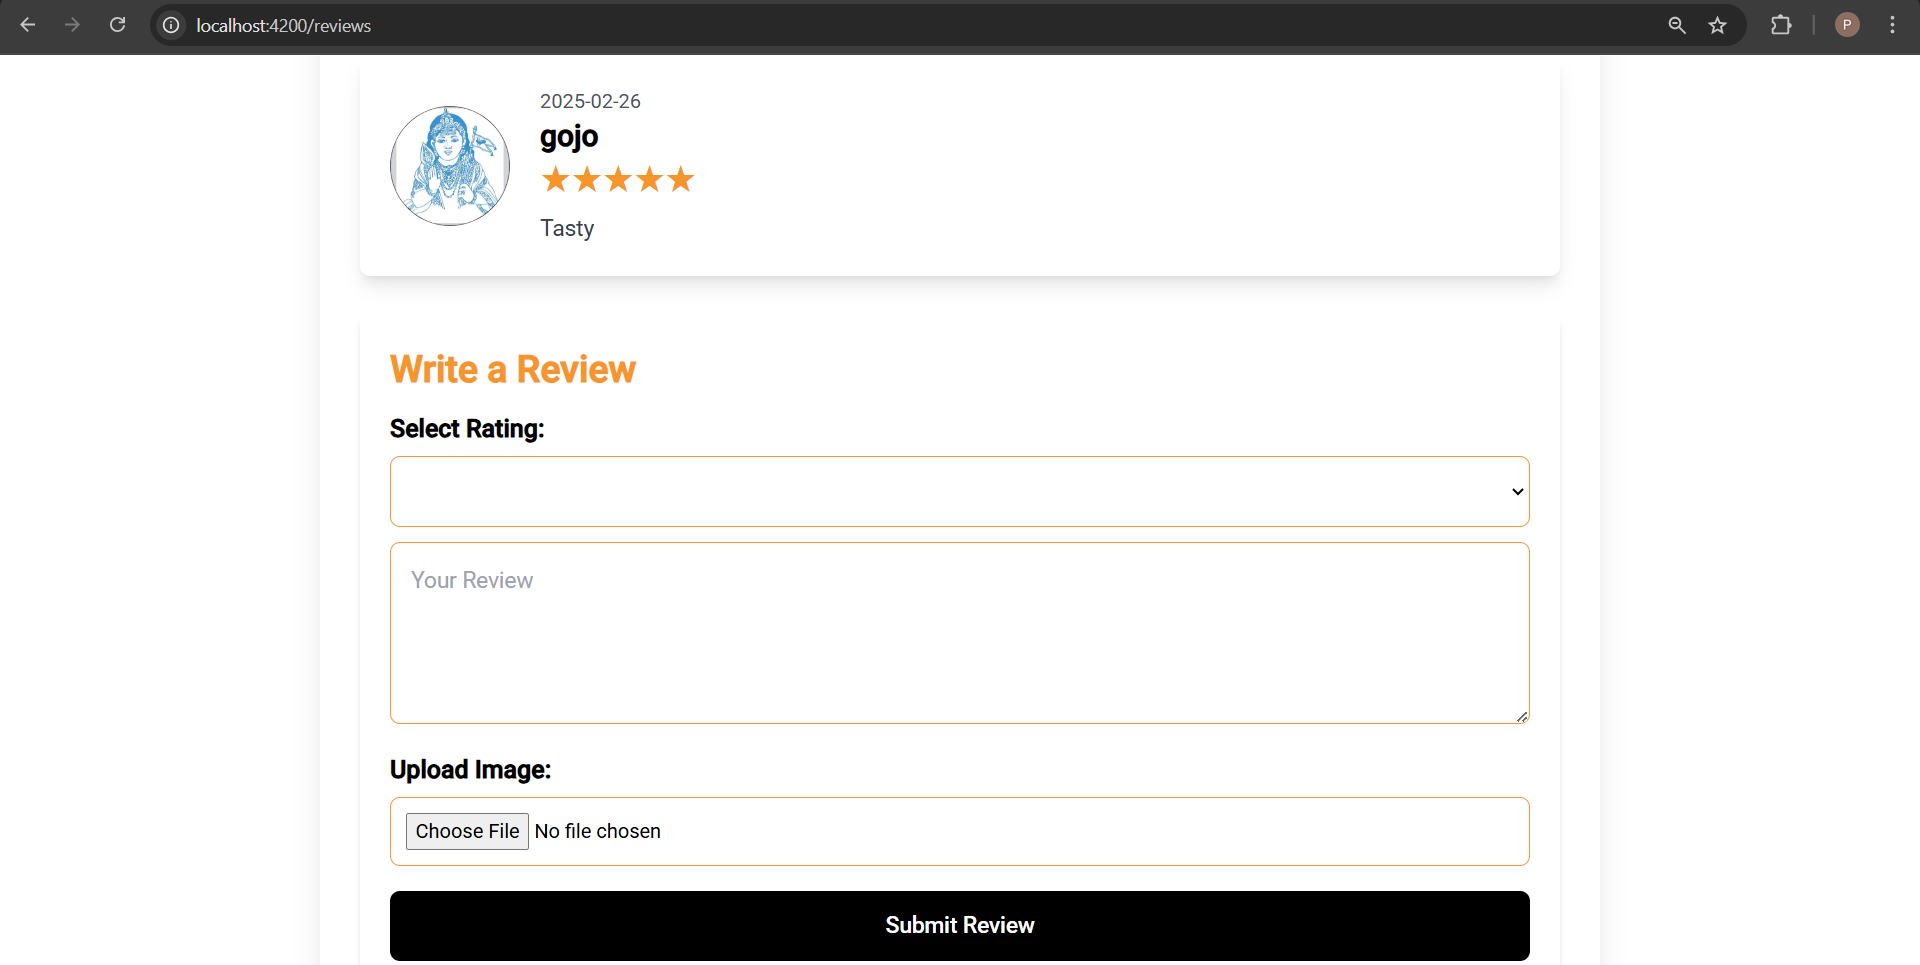 localhost:4200/reviews
P
2025-02-26
gojo
★★★★★
Tasty
Write a Review
Select Rating:
Your Review
Upload Image:
Choose File No file chosen
Submit Review